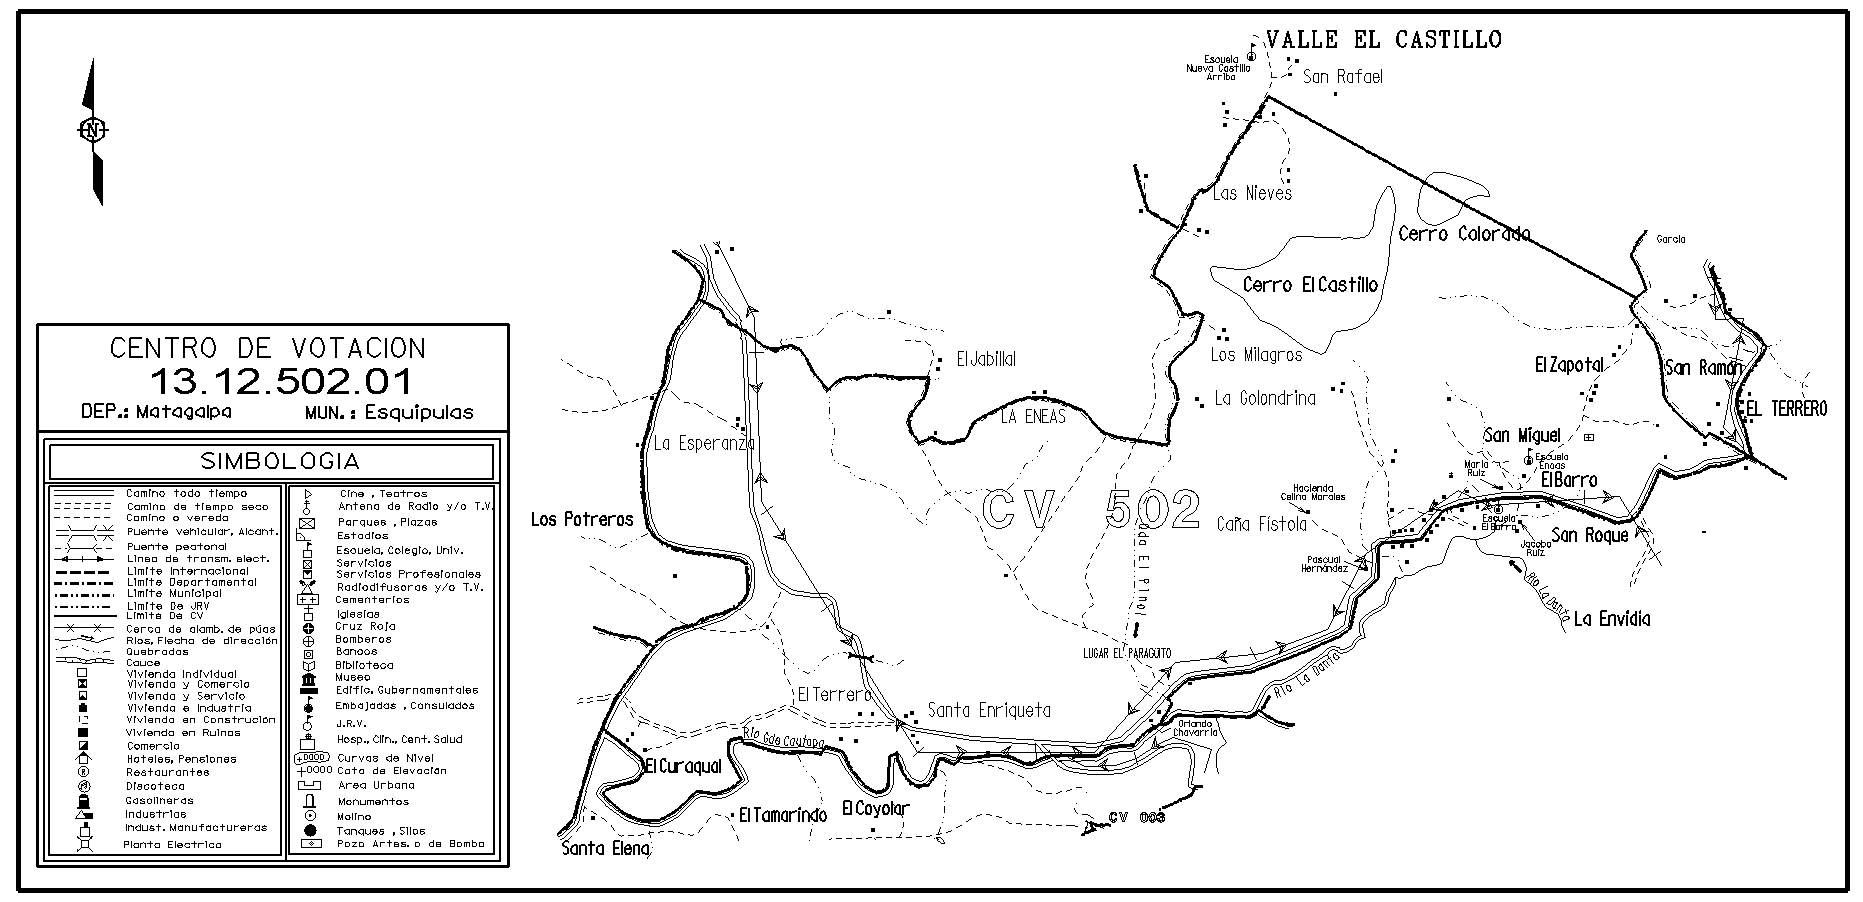 N
CENTRO DE VOTACION
13.12.502.01
DEP.: Matagalpa MUN.: Esquipulas
SIMBOLOGIA
Camino todo tiempo
Camino de tiempo seco
Camino o vereda
Puente vehicular, Alcant.
Puente peatonal
Linea de transm. elect.
Limite Internacional
Limite Departamental
Limite Municipal
Limite De JRV
Limite De CV
Cerca de alamb. de púas
Rios, Flecha de dirección
Quebradas
Cauce
Vivienda Individual
Vivienda y Comercio
Vivienda y Servicio
Vivienda e Industria
Vivienda en Construción
Vivienda en Ruinas
Comercio
Hoteles, Pensiones
Restaurantes
Discoteca
Gasolineras
Industrias
Indust. Manufactureras
Planta Electrica
Cine , Teatros
Antena de Radio y/o T.V.
Parques , Plazas
Estadios
Escuela, Colegio, Univ.
Servicios
Servicios Profesionales
Radiodifusoras y/o T.V.
Cementerios
Iglesias
Cruz Roja
Bomberos
Bancos
Biblioteca
Museo
Edific. Gubernamentales
Embajadas , Consulados
J.R.V.
Hosp., Clin., Cent. Salud
Curvas de Nivel
Cota de Elevación
Area Urbana
Monumentos
Molino
Tanques , Silos
Pozo Artes. o de Bomba
VALLE EL CASTILLO
Escuela
Nueva Castillo
Arriba
San Rafael
Las Nieves
Cerro Colorado
Garcia
Cerro El Castillo
El Jabillal
Los Milagros
El Zapotal
San Ramón
La Golondrina
EL TERRERO
LA ENEAS
La Esperanza
San Miguel
Escuela
Eneas
Maria
Ruiz
El Barro
Hacienda
Celina Morales
CV 502
Los Potreros
Caña Fístola
Escuela
El Barro
San Roque
Jacobo
Ruiz
Pascual
Hernández
Rio La Danta
La Envidia
LUGAR EL PARAGÜITO
Rio La Danta
El Terrero
Santa Enriqueta
Orlando
Chavarria
Rio Gde Cautapa
El Curaqual
El Tamarindo
El Coyolar
CV 003
Santa Elena